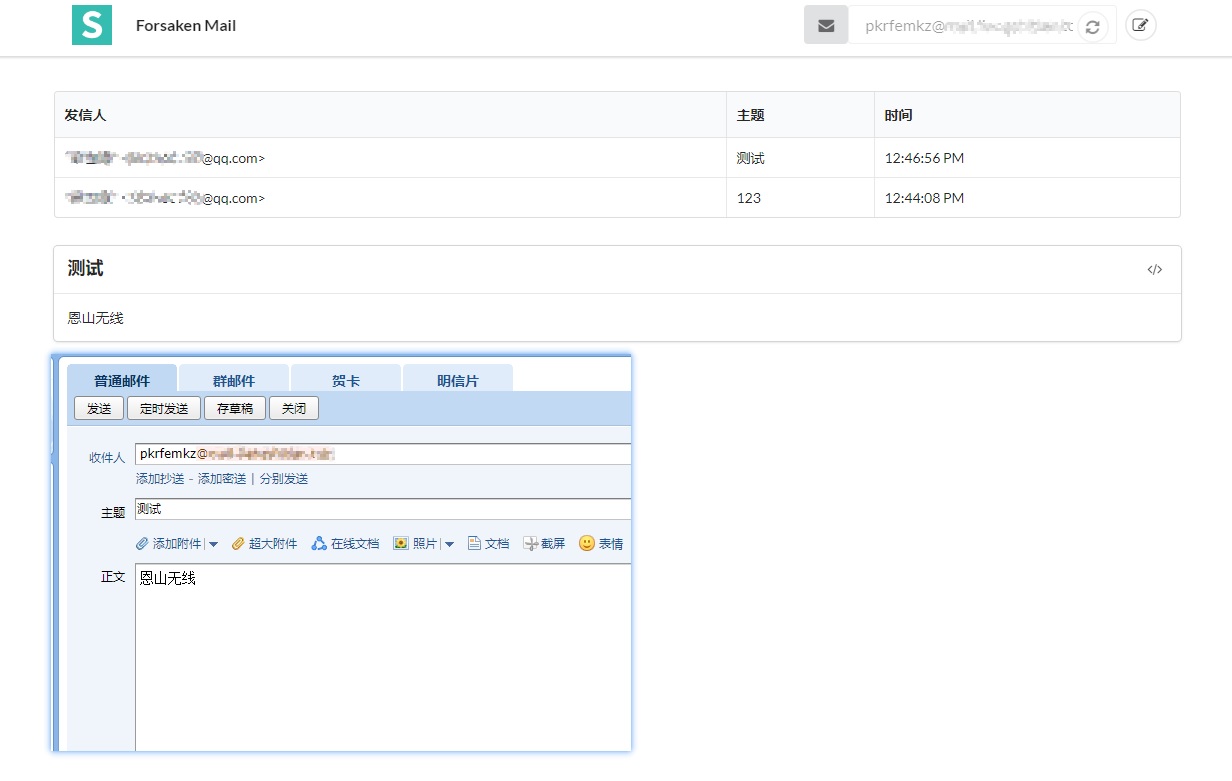 S Forsaken Mail pkrfemkz@
发信人 主题 时间
@qq.com> 测试 12:46:56 PM
@qq.com> 123 12:44:08 PM
测试 </>
恩山无线
普通邮件 群邮件 贺卡 明信片
发送 定时发送 存草稿 关闭
收件人 pkrfemkz@
添加抄送 - 添加密送 | 分别发送
主题 测试
添加附件 | 超大附件 在线文档 照片 | 文档 截屏 表情
正文 恩山无线